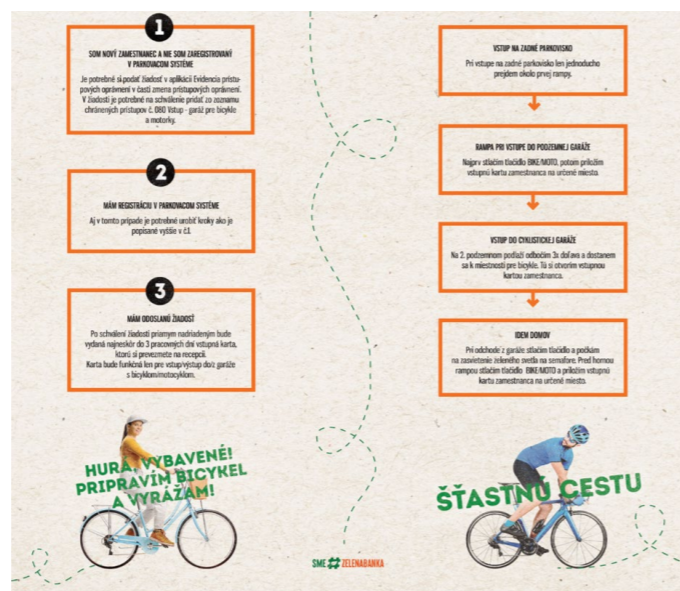 1
SOM NOVÝ ZAMESTNANEC A NIE SOM ZAREGISTROVANÝ
V PARKOVACOM SYSTÉME
Je potrebné si podať žiadosť v aplikácii Evidencia prístu-
pových oprávnení v časti zmena prístupových oprávnení.
V žiadosti je potrebné na schválenie pridať zo zoznamu
chránených prístupov č. 080 Vstup - garáž pre bicykle
a motorky.
2
MÁM REGISTRÁCIU V PARKOVACOM SYSTÉME
Aj v tomto prípade je potrebné urobiť kroky ako je
popísané vyššie v č.1.
3
MÁM ODOSLANÚ ŽIADOSŤ
Po schválení žiadosti priamym nadriadeným bude
vydaná najneskôr do 3 pracovných dní vstupná karta,
ktorú si prevezmete na recepcii.
Karta bude funkčná len pre vstup/výstup do/z garáže
s bicyklom/motocyklom.
HURÁ, VYBAVENÉ!
PRIPRAVÍM BICYKEL
A VYRÁŽAM!
VSTUP NA ZADNÉ PARKOVISKO
Pri vstupe na zadné parkovisko len jednoducho
prejdem okolo prvej rampy.
RAMPA PRI VSTUPE DO PODZEMNEJ GARÁŽE
Najprv stlačím tlačidlo BIKE/MOTO, potom priložím
vstupnú kartu zamestnanca na určené miesto.
VSTUP DO CYKLISTICKEJ GARÁŽE
Na 2. podzemnom podlaží odbočím 3x doľava a dostanem
sa k miestnosti pre bicykle. Tú si otvorím vstupnou
kartou zamestnanca.
IDEM DOMOV
Pri odchode z garáže stlačím tlačidlo a počkám
na zasvietenie zeleného svetla na semafore. Pred hornou
rampou stlačím tlačidlo BIKE/MOTO a priložím vstupnú
kartu zamestnanca na určené miesto.
ŠŤASTNÚ CESTU
SME #ZELENABANKA